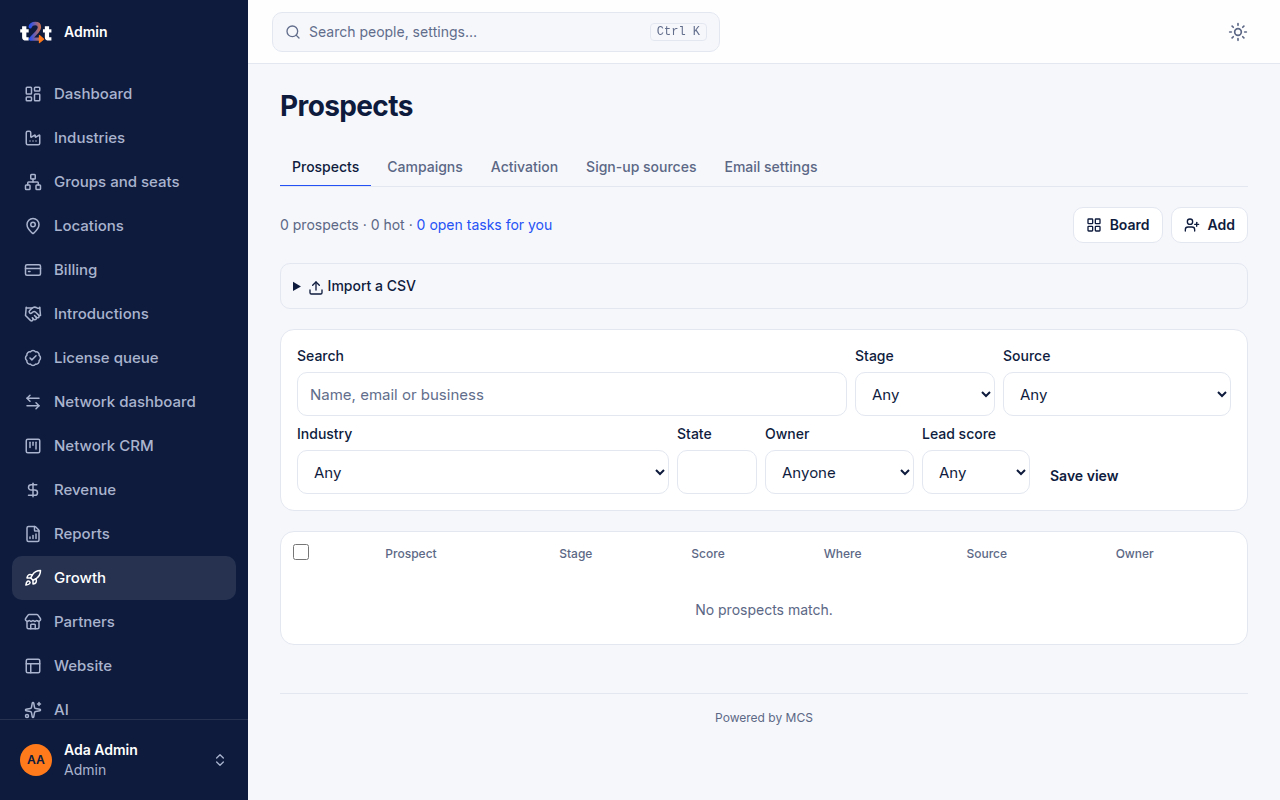 t2t Admin
Search people, settings... Ctrl K
Dashboard
Industries
Groups and seats
Locations
Billing
Introductions
License queue
Network dashboard
Network CRM
Revenue
Reports
Growth
Partners
Website
AI
AA Ada Admin
Admin
Prospects
Prospects Campaigns Activation Sign-up sources Email settings
0 prospects · 0 hot · 0 open tasks for you Board Add
Import a CSV
Search Stage Source
Name, email or business Any Any
Industry State Owner Lead score
Any Anyone Any Save view
Prospect Stage Score Where Source Owner
No prospects match.
Powered by MCS